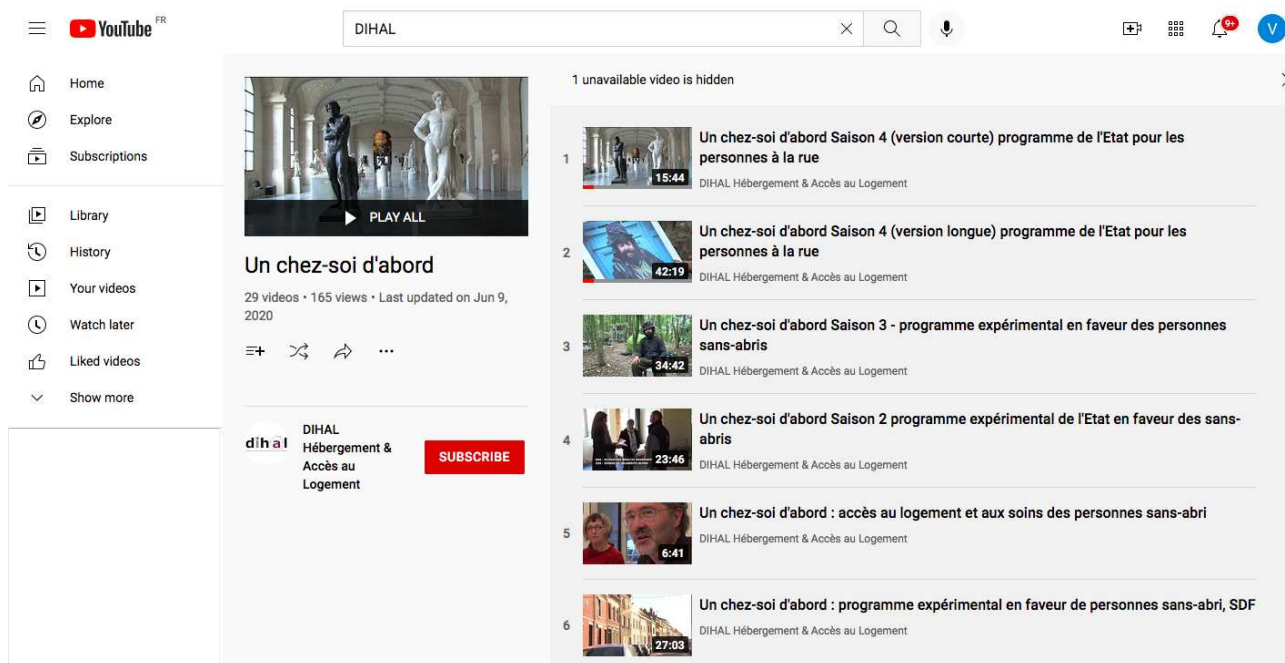 YouTube FR
DIHAL
9+
V
Home
Explore
Subscriptions
Library
History
Your videos
Watch later
Liked videos
Show more
PLAY ALL
Un chez-soi d'abord
29 videos • 165 views • Last updated on Jun 9,
2020
dihal
DIHAL
Hébergement &
Accès au
Logement
SUBSCRIBE
1 unavailable video is hidden
1
15:44
Un chez-soi d'abord Saison 4 (version courte) programme de l'Etat pour les
personnes à la rue
DIHAL Hébergement & Accès au Logement
2
42:19
Un chez-soi d'abord Saison 4 (version longue) programme de l'Etat pour les
personnes à la rue
DIHAL Hébergement & Accès au Logement
3
34:42
Un chez-soi d'abord Saison 3 - programme expérimental en faveur des personnes
sans-abris
DIHAL Hébergement & Accès au Logement
4
23:46
Un chez-soi d'abord Saison 2 programme expérimental de l'Etat en faveur des sans-
abris
DIHAL Hébergement & Accès au Logement
5
6:41
Un chez-soi d'abord : accès au logement et aux soins des personnes sans-abri
DIHAL Hébergement & Accès au Logement
6
27:03
Un chez-soi d'abord : programme expérimental en faveur de personnes sans-abri, SDF
DIHAL Hébergement & Accès au Logement